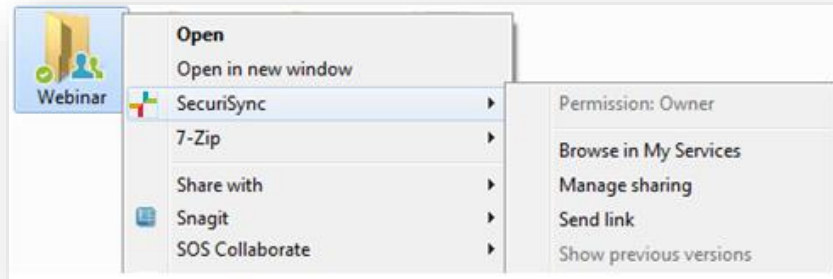 Webinar
Open
Open in new window
SecuriSync
7-Zip
Share with
Snagit
SOS Collaborate
Permission: Owner
Browse in My Services
Manage sharing
Send link
Show previous versions